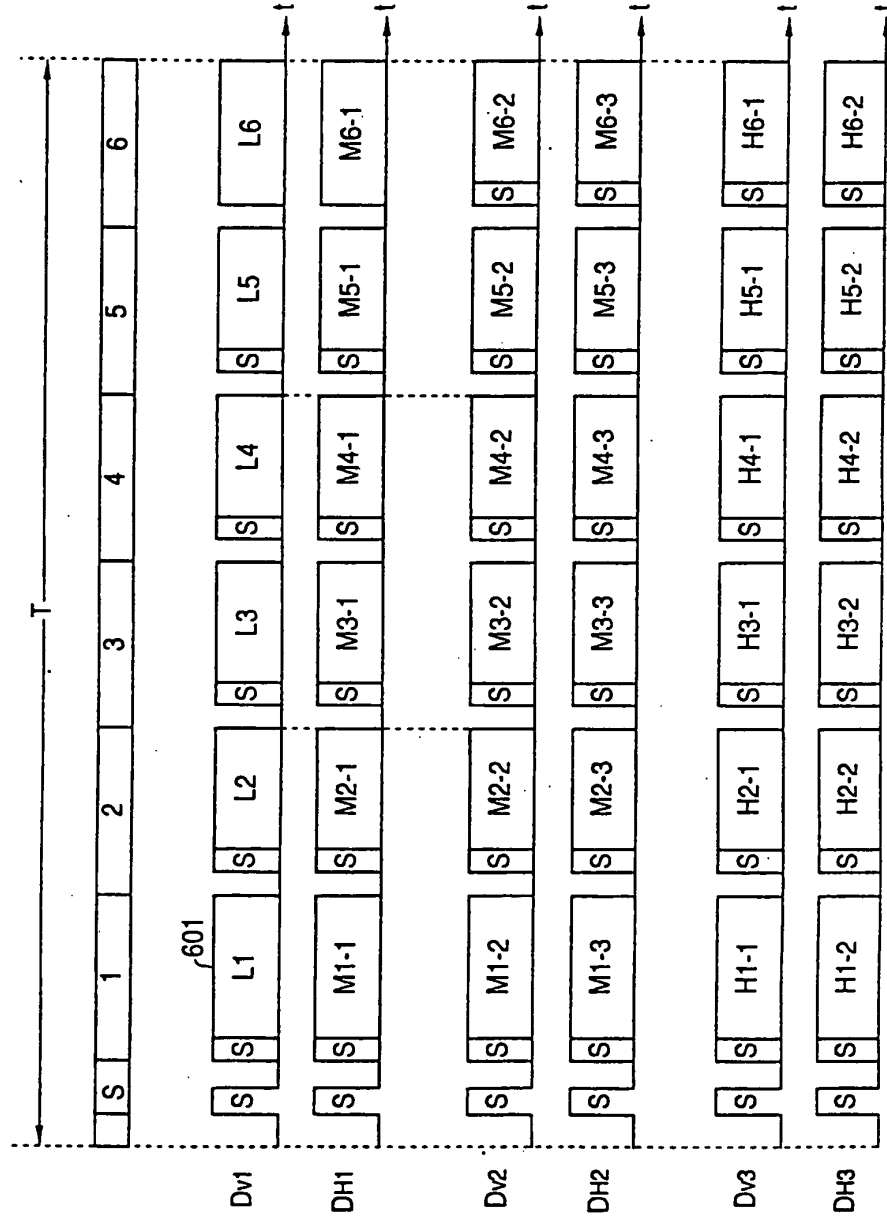 T
S 1 2 3 4 5 6
601
DV1 S S L1 S L2 S L3 S L4 S L5 L6 t
DH1 S S M1-1 S M2-1 S M3-1 S M4-1 S M5-1 M6-1 t
DV2 S S M1-2 S M2-2 S M3-2 S M4-2 S M5-2 S M6-2 t
DH2 S S M1-3 S M2-3 S M3-3 S M4-3 S M5-3 S M6-3 t
DV3 S S H1-1 S H2-1 S H3-1 S H4-1 S H5-1 S H6-1 t
DH3 S S H1-2 S H2-2 S H3-2 S H4-2 S H5-2 S H6-2 t